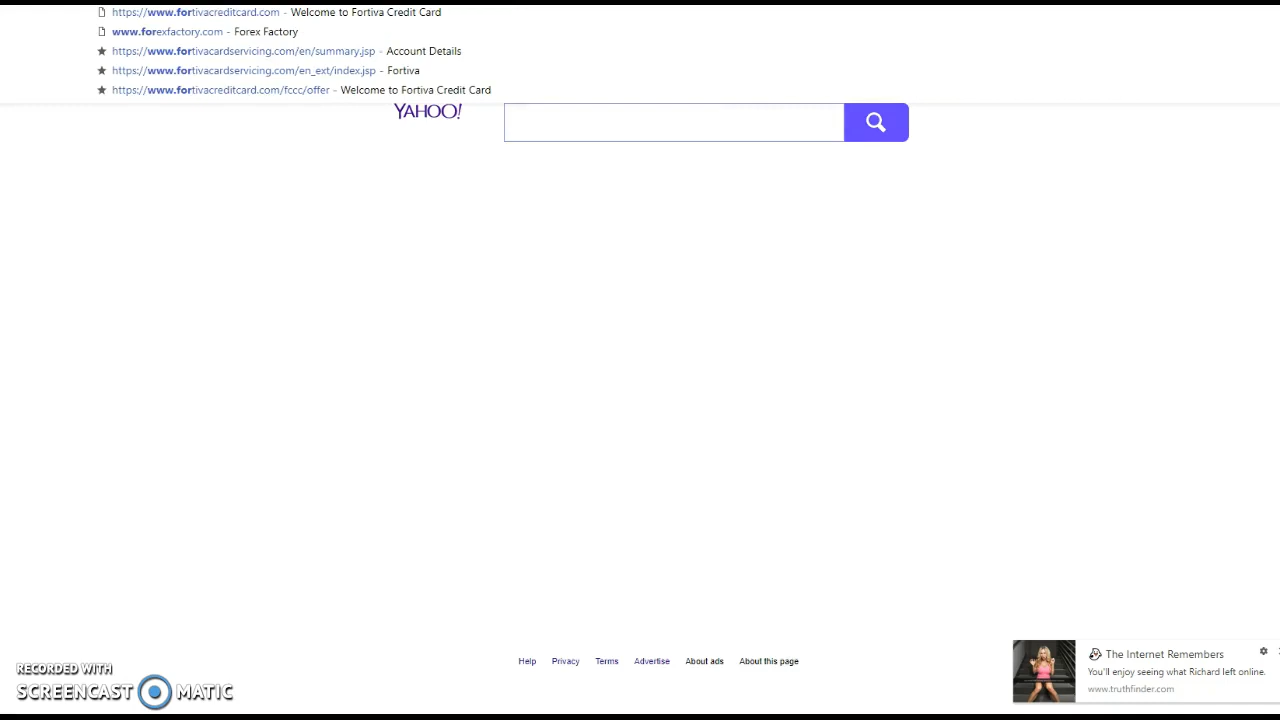 https://www.fortivacreditcard.com - Welcome to Fortiva Credit Card
www.forexfactory.com - Forex Factory
https://www.fortivacardservicing.com/en/summary.jsp - Account Details
https://www.fortivacardservicing.com/en_ext/index.jsp - Fortiva
https://www.fortivacreditcard.com/fccc/offer - Welcome to Fortiva Credit Card
YAHOO!
The Internet Remembers
You'll enjoy seeing what Richard left online.
www.truthfinder.com
Help Privacy Terms Advertise About ads About this page
RECORDED WITH
SCREENCAST MATIC